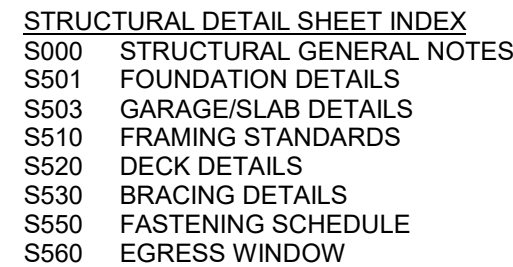 STRUCTURAL DETAIL SHEET INDEX
S000 STRUCTURAL GENERAL NOTES
S501 FOUNDATION DETAILS
S503 GARAGE/SLAB DETAILS
S510 FRAMING STANDARDS
S520 DECK DETAILS
S530 BRACING DETAILS
S550 FASTENING SCHEDULE
S560 EGRESS WINDOW